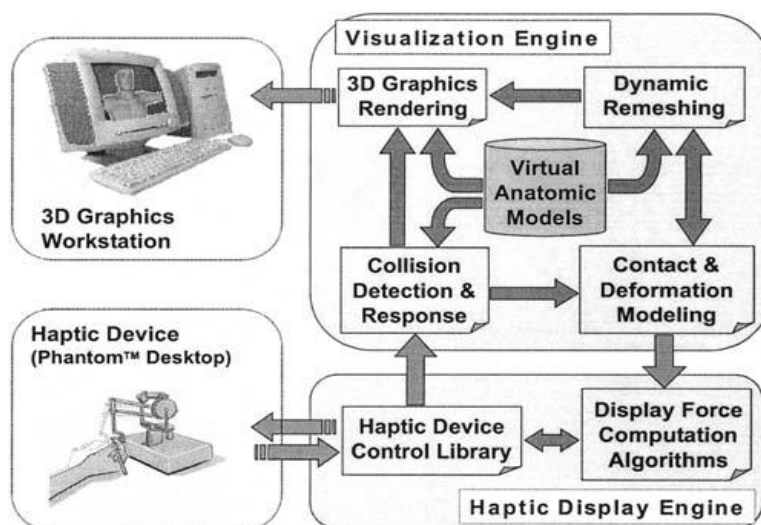 Visualization Engine
3D Graphics
Rendering
Dynamic
Remeshing
Virtual
Anatomic
Models
3D Graphics
Workstation
Collision
Detection &
Response
Contact &
Deformation
Modeling
Haptic Device
(Phantom™ Desktop)
Haptic Device
Control Library
Display Force
Computation
Algorithms
Haptic Display Engine